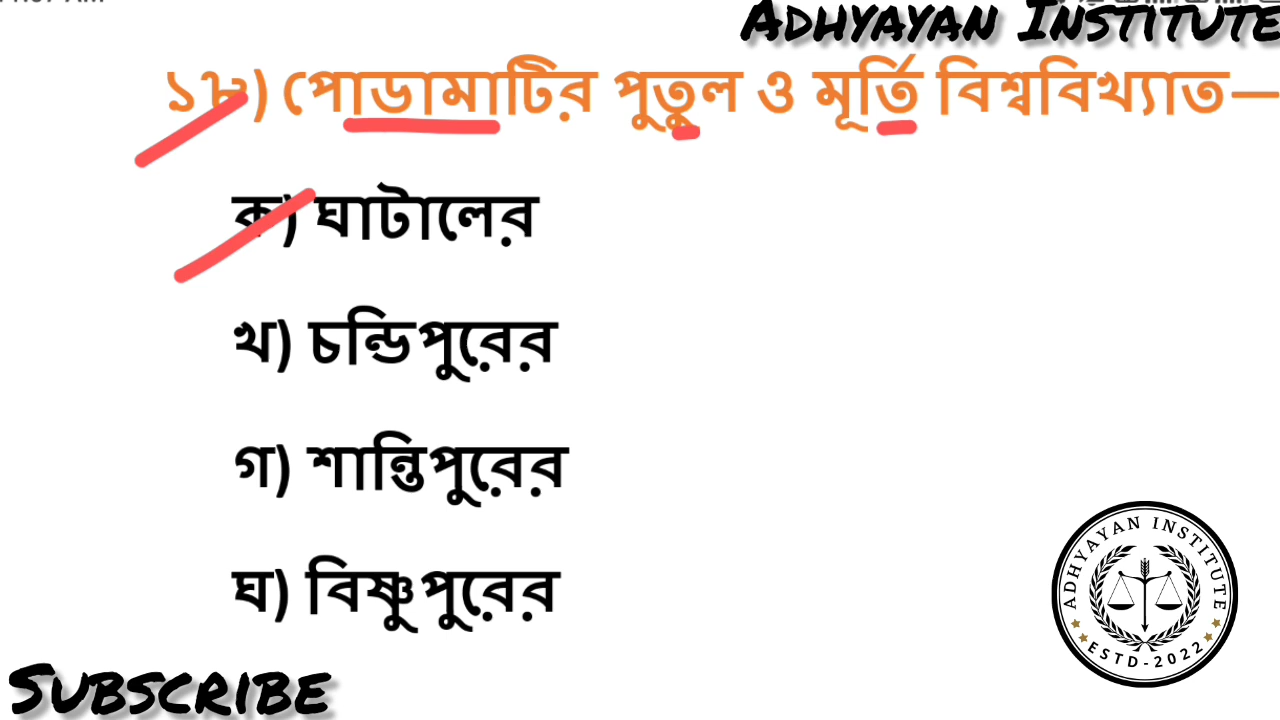 ADHYAYAN INSTITUTE
১৮) পোডামাটির পুতুল ও মূর্তি বিশ্ববিখ্যাত—
ক) ঘাটালের
খ) চন্ডিপুরের
গ) শান্তিপুরের
ঘ) বিষ্ণুপুরের
ADHYAYAN INSTITUTE
ESTD-2022
SUBSCRIBE